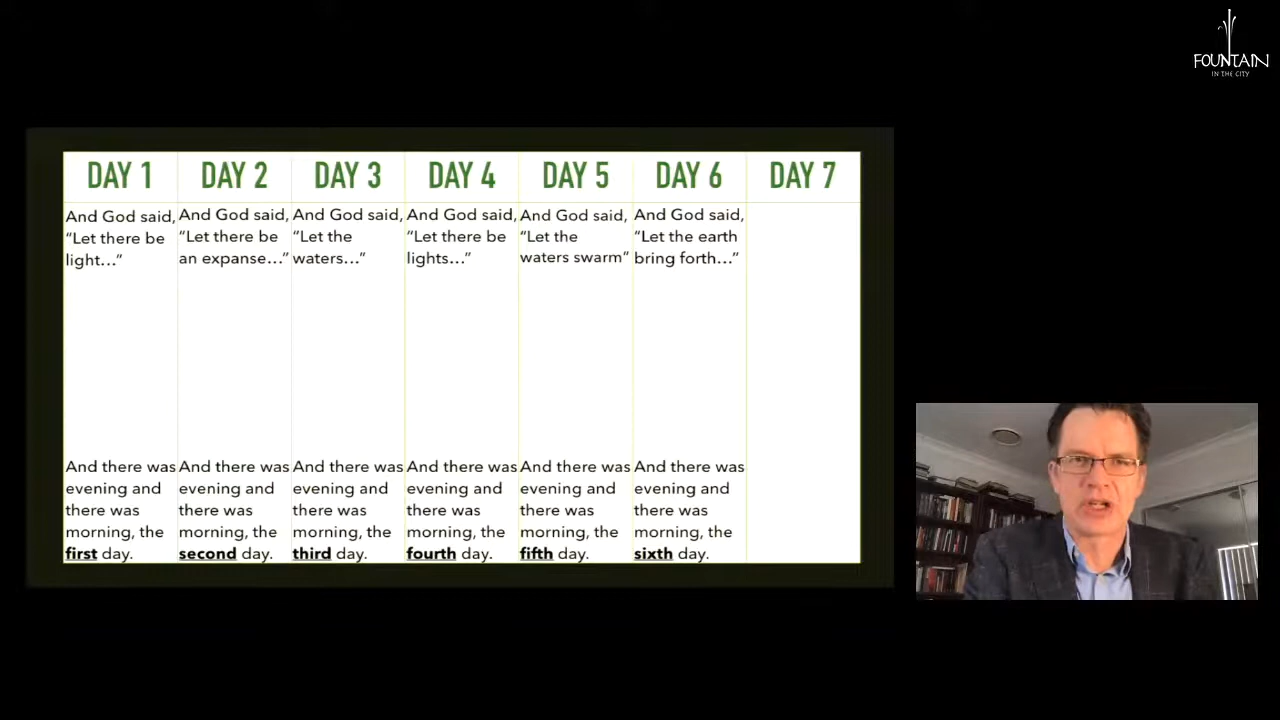 FOUNTAIN
IN THE CITY
DAY 1
DAY 2
DAY 3
DAY 4
DAY 5
DAY 6
DAY 7
And God said,
“Let there be
light…”
And God said,
“Let there be
an expanse…”
And God said,
“Let the
waters…”
And God said,
“Let there be
lights…”
And God said,
“Let the
waters swarm”
And God said,
“Let the earth
bring forth…”
And there was
evening and
there was
morning, the
first day.
And there was
evening and
there was
morning, the
second day.
And there was
evening and
there was
morning, the
third day.
And there was
evening and
there was
morning, the
fourth day.
And there was
evening and
there was
morning, the
fifth day.
And there was
evening and
there was
morning, the
sixth day.